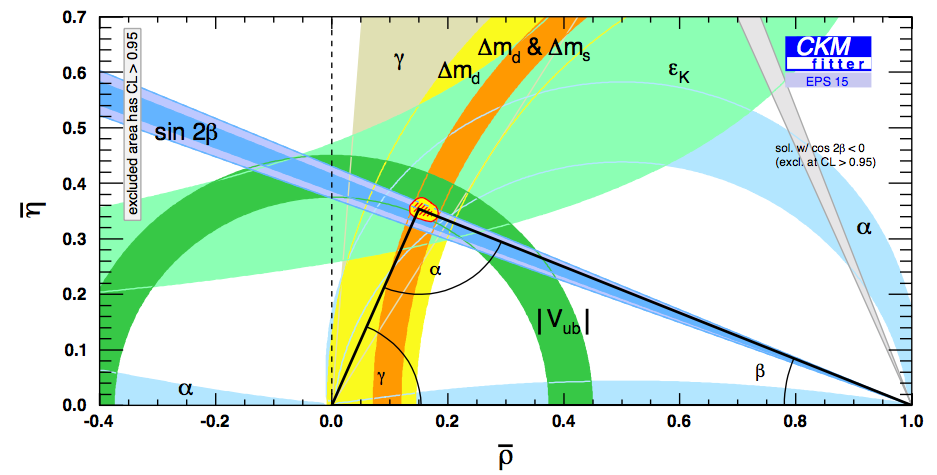 0.7
0.6
0.5
0.4
0.3
0.2
0.1
0.0
-0.4
-0.2
0.0
0.2
0.4
0.6
0.8
1.0
η̅
ρ̅
excluded area has CL > 0.95
γ
Δm_d
Δm_d & Δm_s
ε_K
CKM
fitter
EPS 15
sin 2β
sol. w/ cos 2β < 0
(excl. at CL > 0.95)
α
α
|V_ub|
β
γ
α